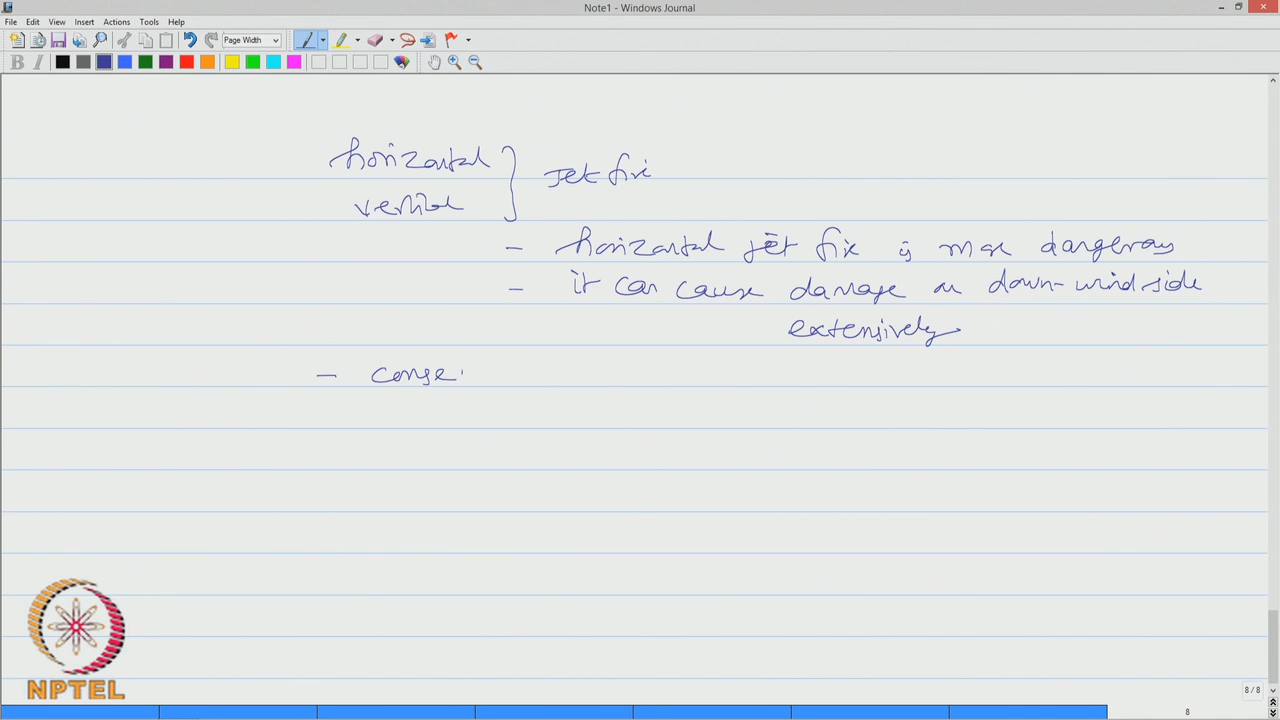 Note1 - Windows Journal
File Edit View Insert Actions Tools Help
Page Width
horizontal
vertical
Jet fire
- horizontal jet fire is more dangerous
- it can cause damage on down-wind side
extensively
- conse
8 / 8
8
NPTEL